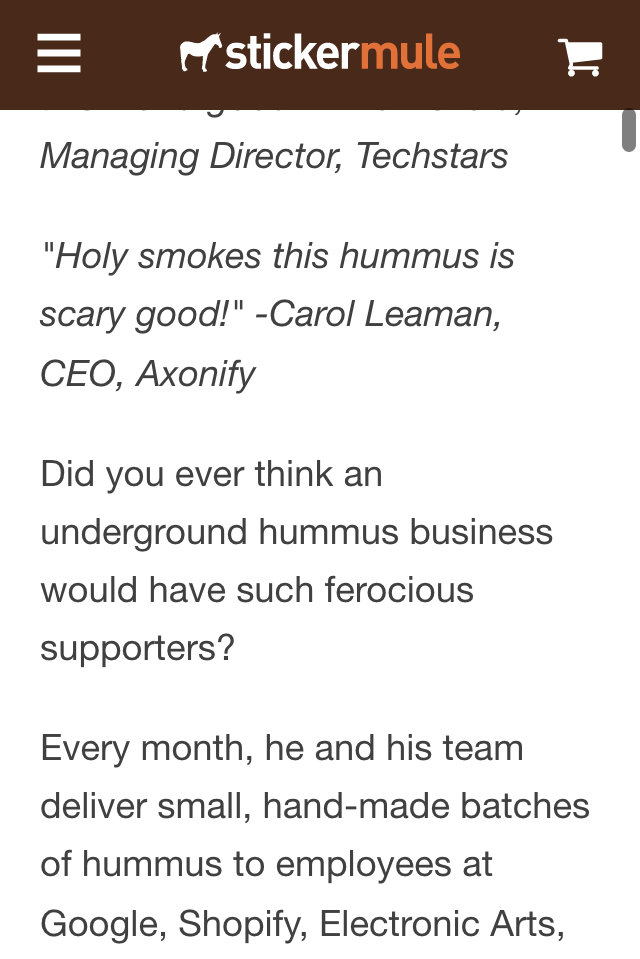 stickermule
Managing Director, Techstars
"Holy smokes this hummus is
scary good!" -Carol Leaman,
CEO, Axonify
Did you ever think an
underground hummus business
would have such ferocious
supporters?
Every month, he and his team
deliver small, hand-made batches
of hummus to employees at
Google, Shopify, Electronic Arts,